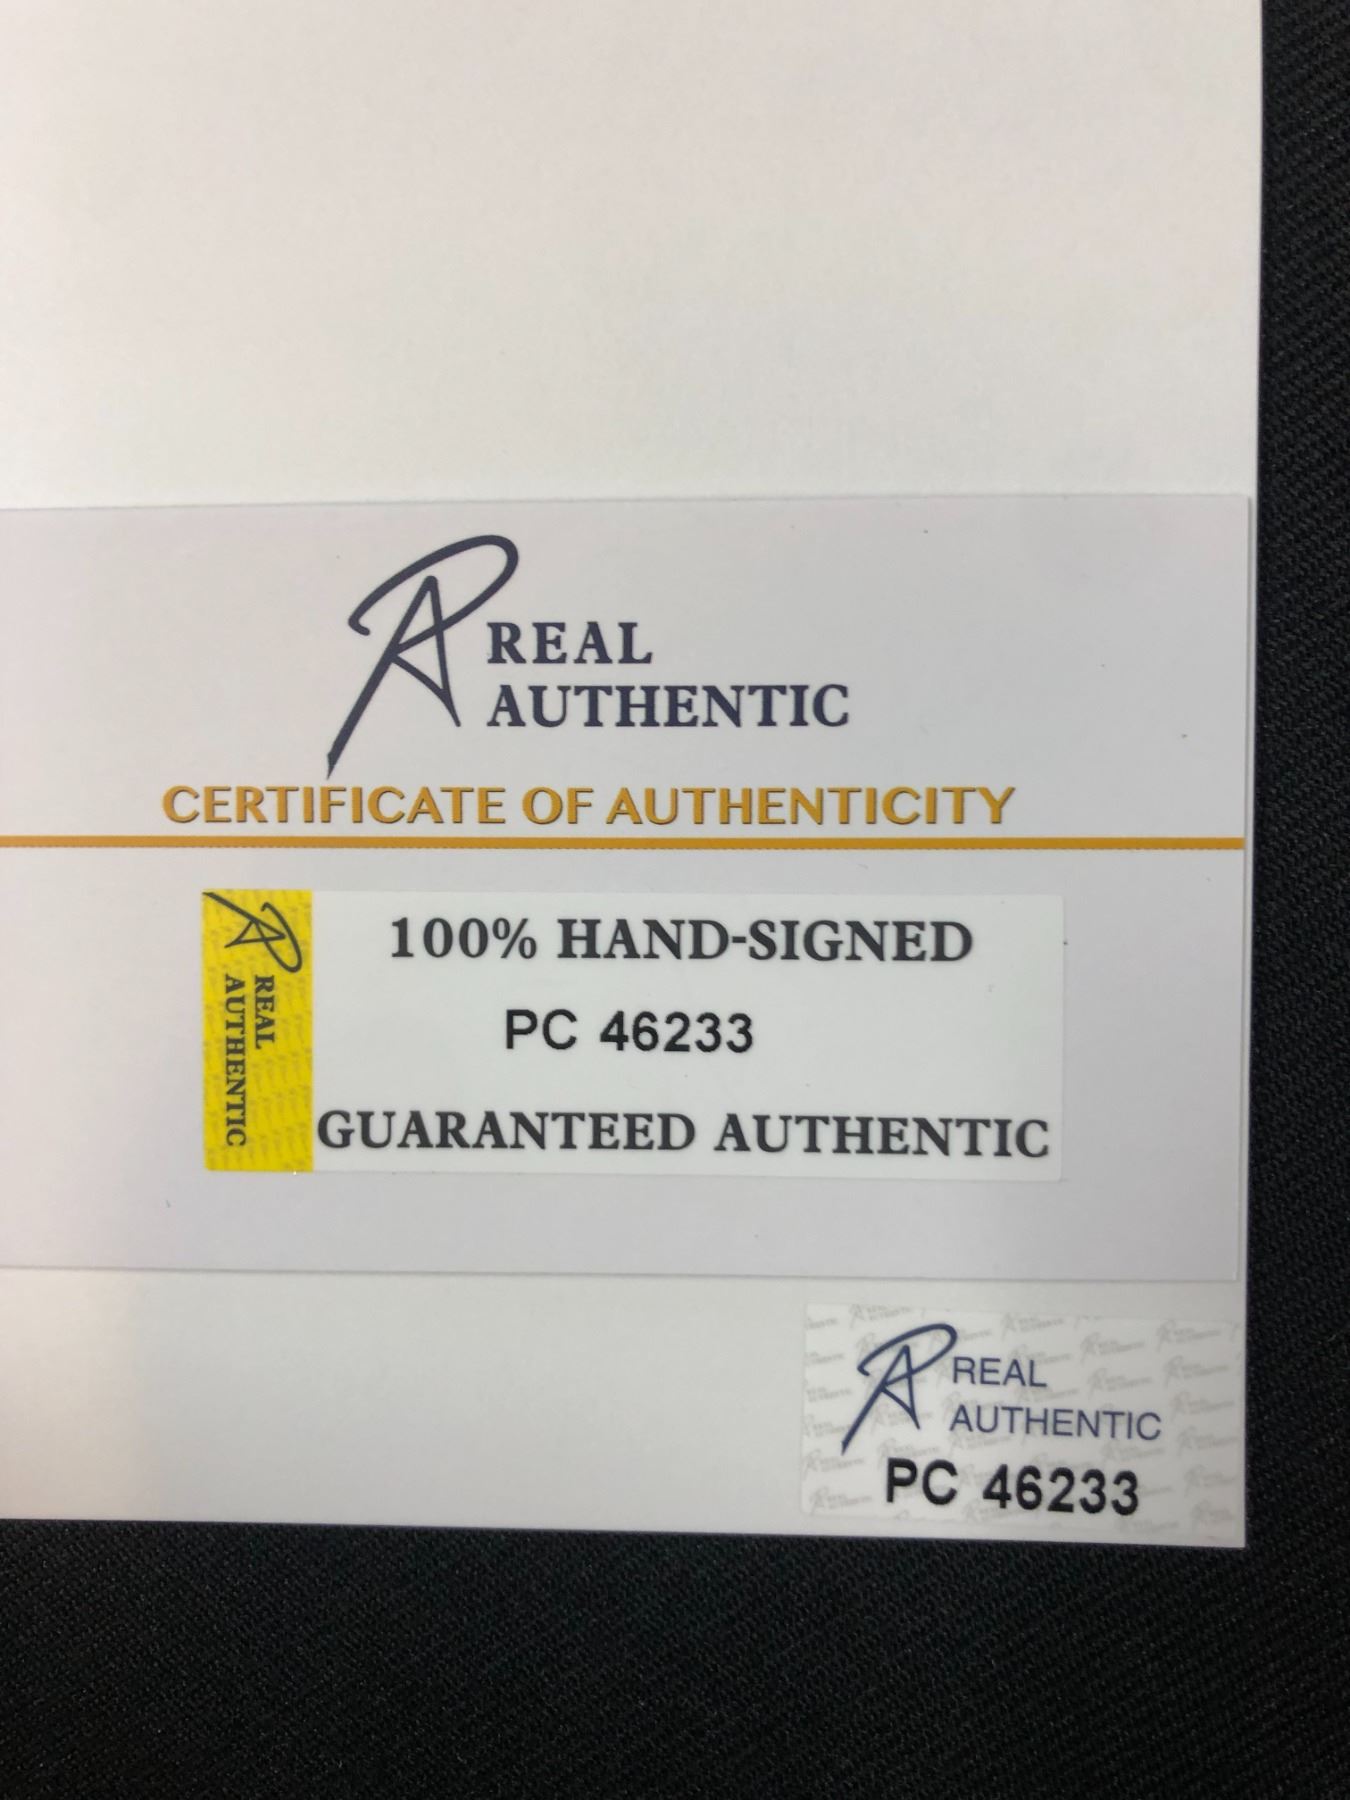 REAL
AUTHENTIC
CERTIFICATE OF AUTHENTICITY
REAL
AUTHENTIC
100% HAND-SIGNED
PC 46233
GUARANTEED AUTHENTIC
REAL
AUTHENTIC
PC 46233